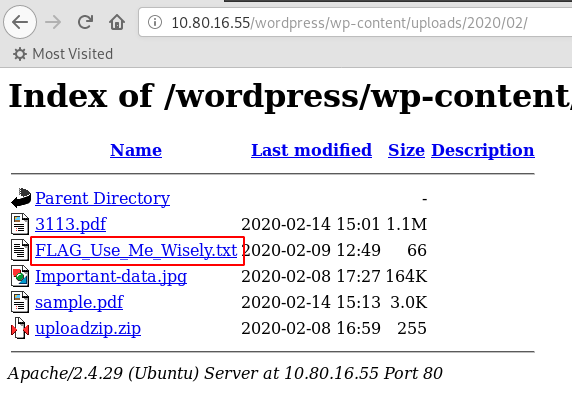 10.80.16.55/wordpress/wp-content/uploads/2020/02/
Most Visited
Index of /wordpress/wp-content/
Name Last modified Size Description
Parent Directory -
3113.pdf 2020-02-14 15:01 1.1M
FLAG_Use_Me_Wisely.txt 2020-02-09 12:49 66
Important-data.jpg 2020-02-08 17:27 164K
sample.pdf 2020-02-14 15:13 3.0K
uploadzip.zip 2020-02-08 16:59 255
Apache/2.4.29 (Ubuntu) Server at 10.80.16.55 Port 80